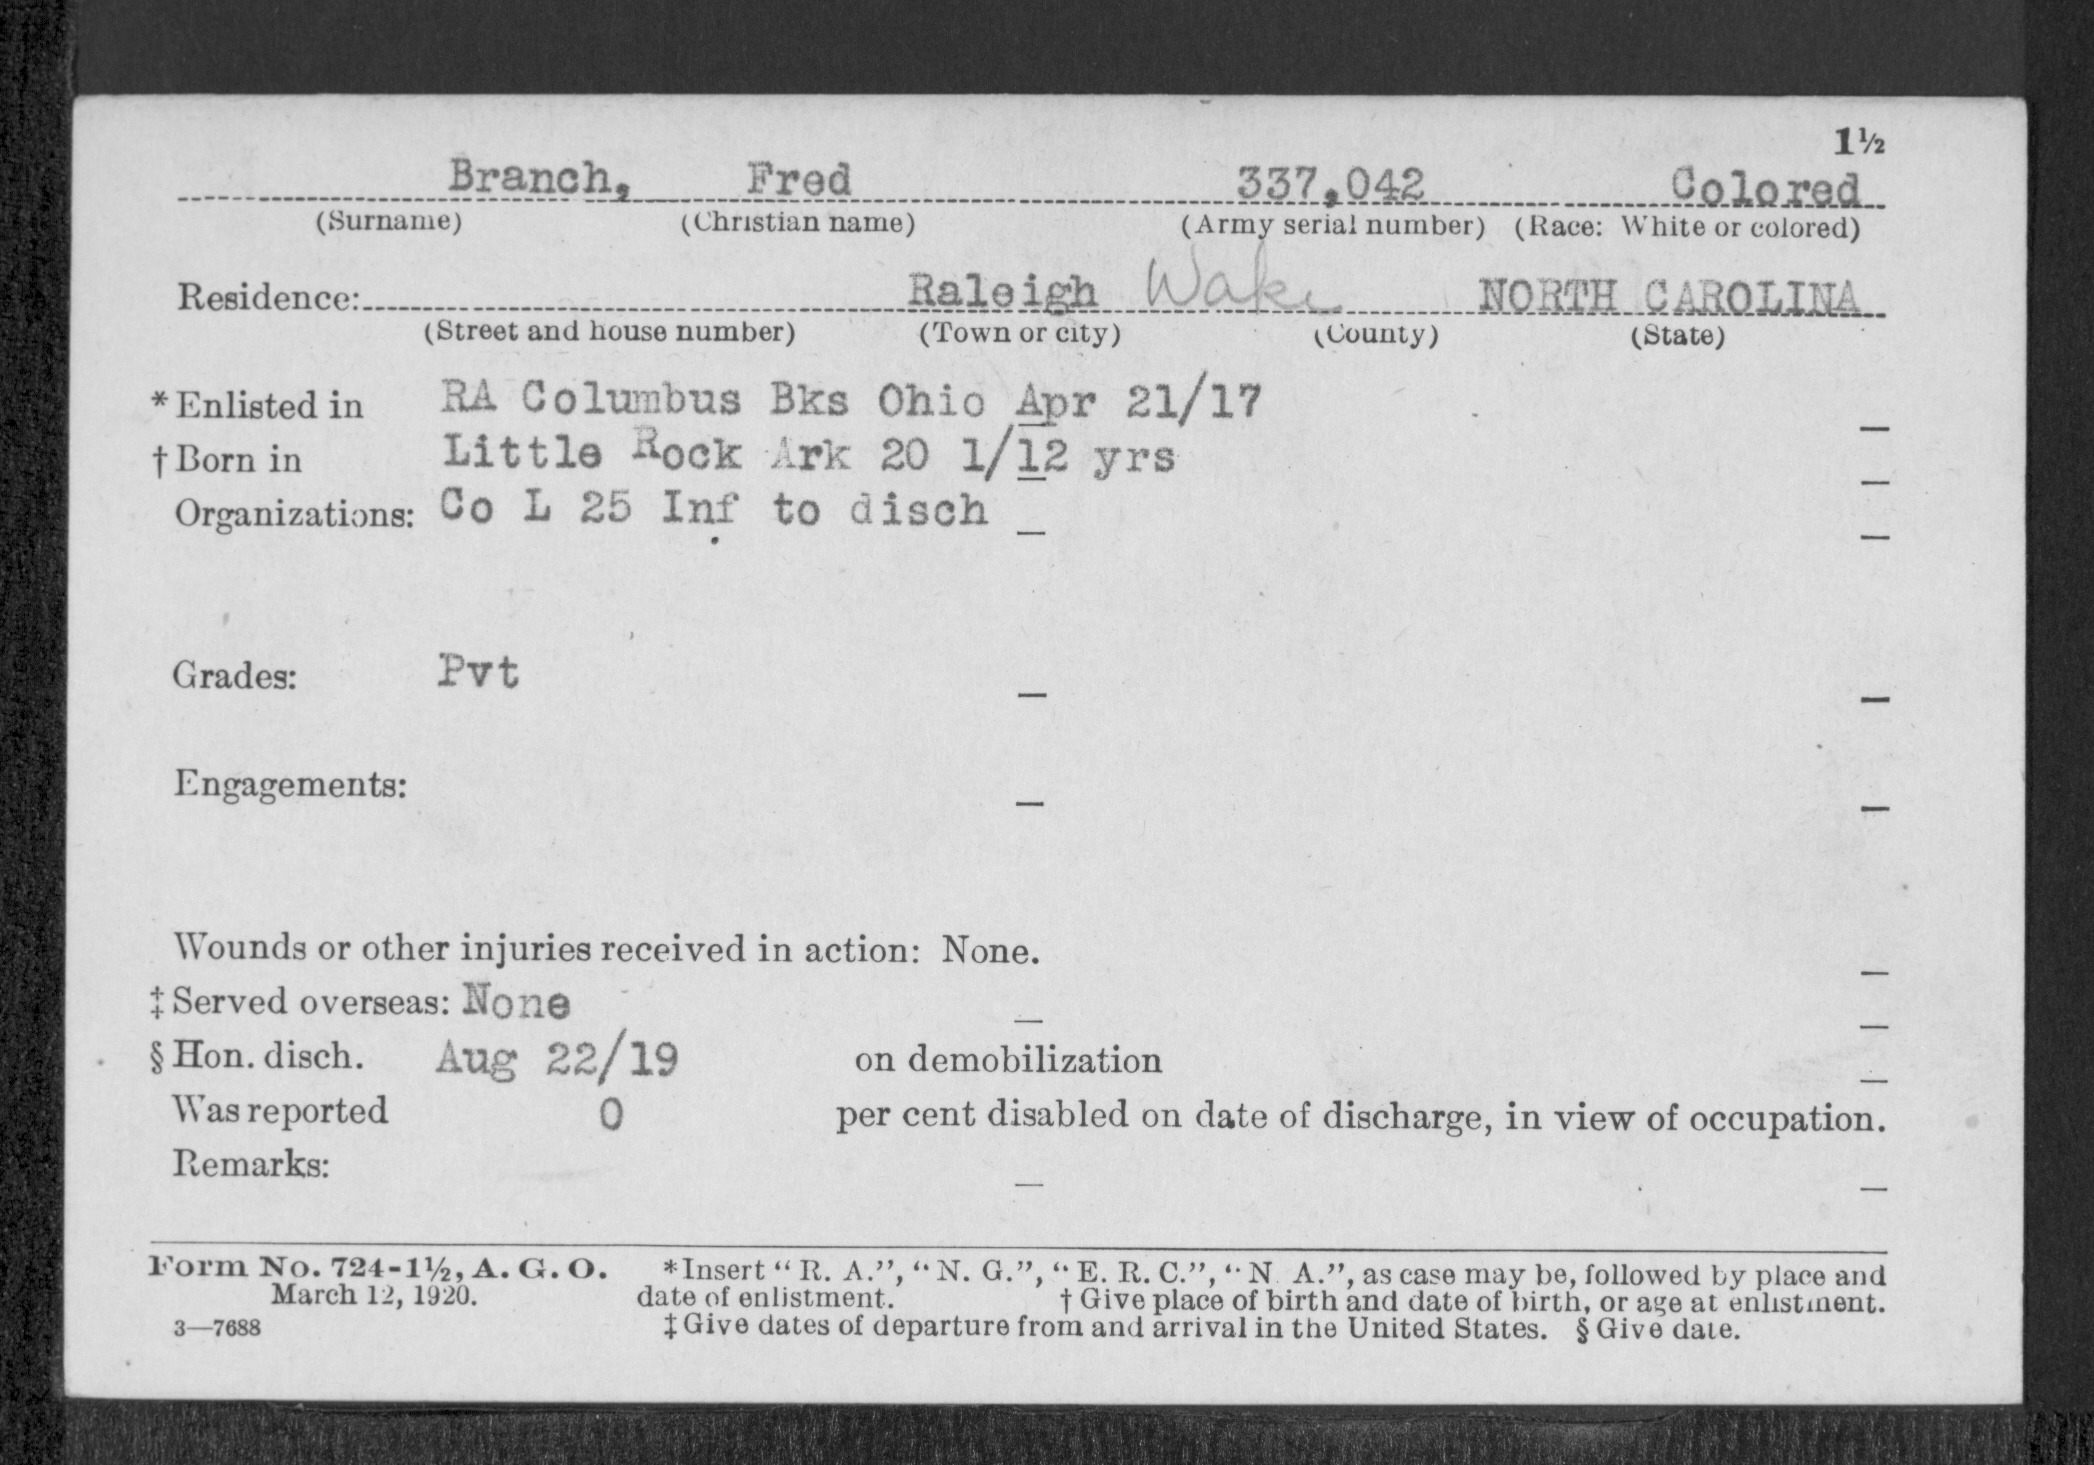 1½
Branch, Fred 337,042 Colored
(Surname) (Christian name) (Army serial number) (Race: White or colored)
Residence: Raleigh Wake NORTH CAROLINA
(Street and house number) (Town or city) (County) (State)
*Enlisted in RA Columbus Bks Ohio Apr 21/17
†Born in Little Rock Ark 20 1/12 yrs
Organizations: Co L 25 Inf to disch
Grades: Pvt
Engagements:
Wounds or other injuries received in action: None.
‡Served overseas: None
§Hon. disch. Aug 22/19 on demobilization
Was reported 0 per cent disabled on date of discharge, in view of occupation.
Remarks:
Form No. 724-1½, A. G. O. *Insert "R. A.", "N. G.", "E. R. C.", "N A.", as case may be, followed by place and
March 12, 1920. date of enlistment. †Give place of birth and date of birth, or age at enlistment.
3—7688 ‡Give dates of departure from and arrival in the United States. §Give date.